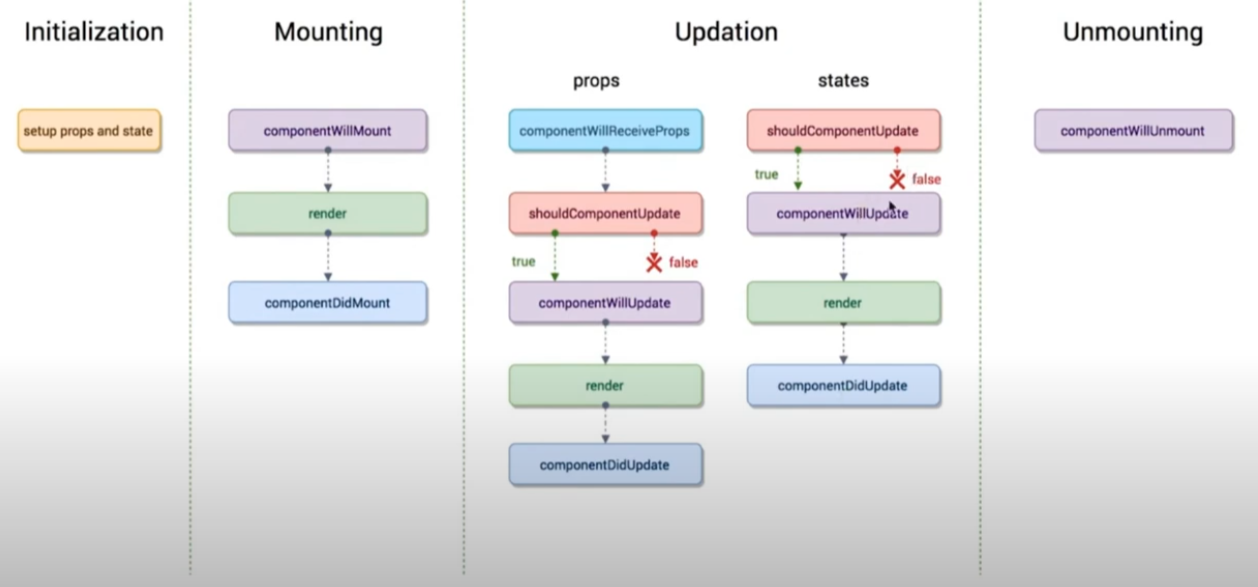 Initialization
Mounting
Updation
Unmounting
props
states
setup props and state
componentWillMount
componentWillReceiveProps
shouldComponentUpdate
componentWillUnmount
true
false
render
shouldComponentUpdate
componentWillUpdate
true
false
componentDidMount
componentWillUpdate
render
render
componentDidUpdate
componentDidUpdate